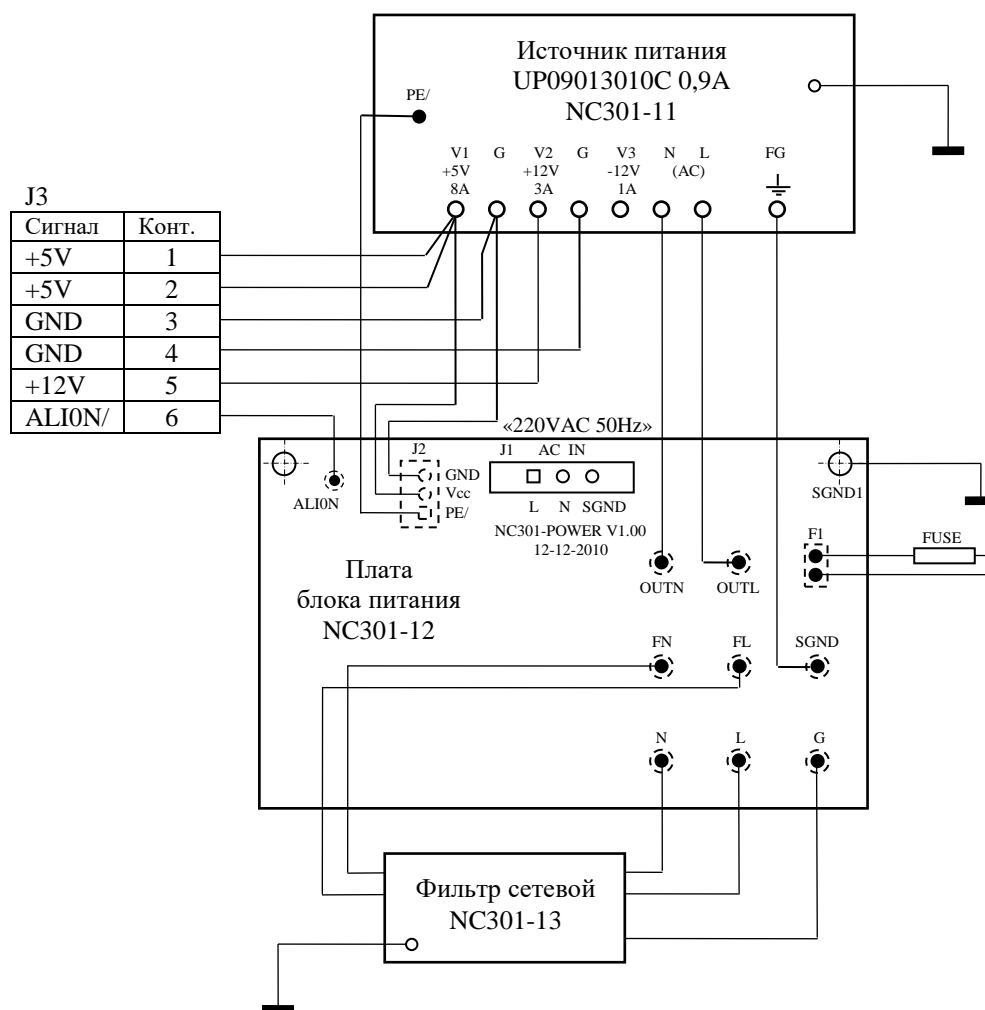 Источник питания
UP09013010C 0,9А
NC301-11
PE/
V1 G V2 G V3 N L FG
+5V +12V -12V (AC)
8A 3A 1A
J3
Сигнал Конт.
+5V 1
+5V 2
GND 3
GND 4
+12V 5
ALI0N/ 6
«220VAC 50Hz»
J2 J1 AC IN
GND
Vcc
PE/
ALI0N
L N SGND
NC301-POWER V1.00
12-12-2010
SGND1
F1 FUSE
Плата
блока питания
NC301-12
OUTN OUTL
FN FL SGND
N L G
Фильтр сетевой
NC301-13